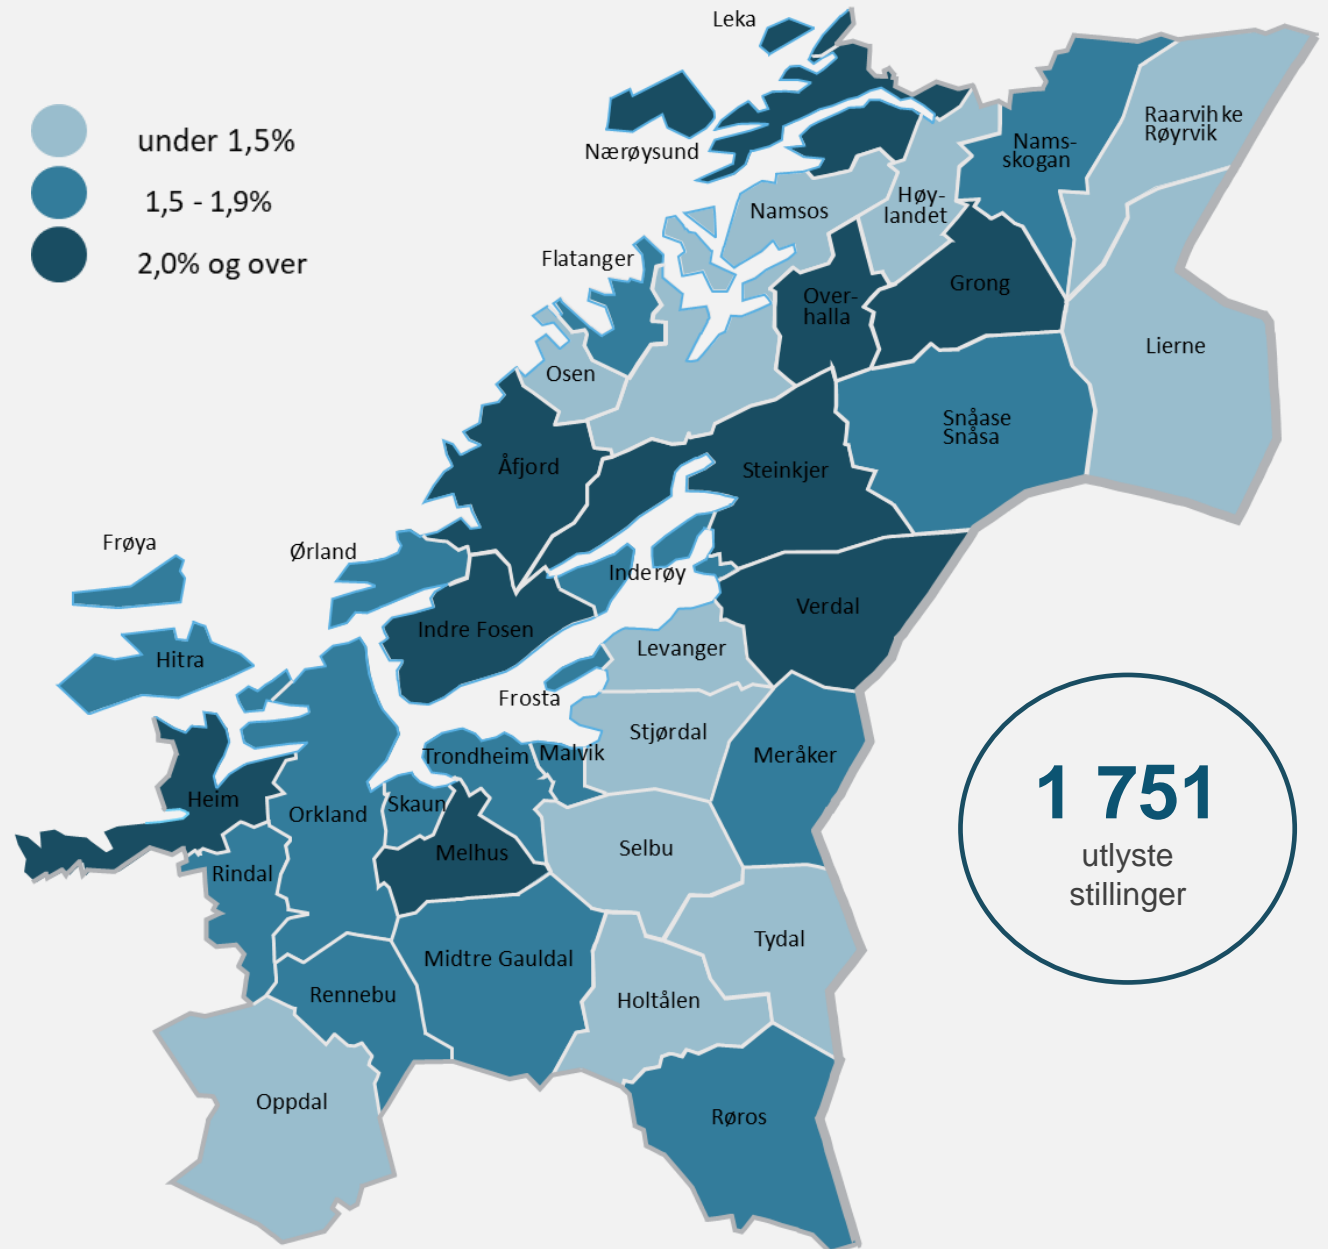 under 1,5%
1,5 - 1,9%
2,0% og over
Leka
Nærøysund
Raarvihke
Røyrvik
Nams-
skogan
Høy-
landet
Namsos
Flatanger
Over-
halla
Grong
Lierne
Osen
Snåase
Snåsa
Åfjord
Steinkjer
Frøya
Ørland
Inderøy
Verdal
Indre Fosen
Hitra
Levanger
Frosta
Stjørdal
Trondheim
Malvik
Meråker
Heim
Orkland
Skaun
Melhus
Selbu
Rindal
Tydal
Midtre Gauldal
Rennebu
Holtålen
Oppdal
Røros
1 751
utlyste
stillinger